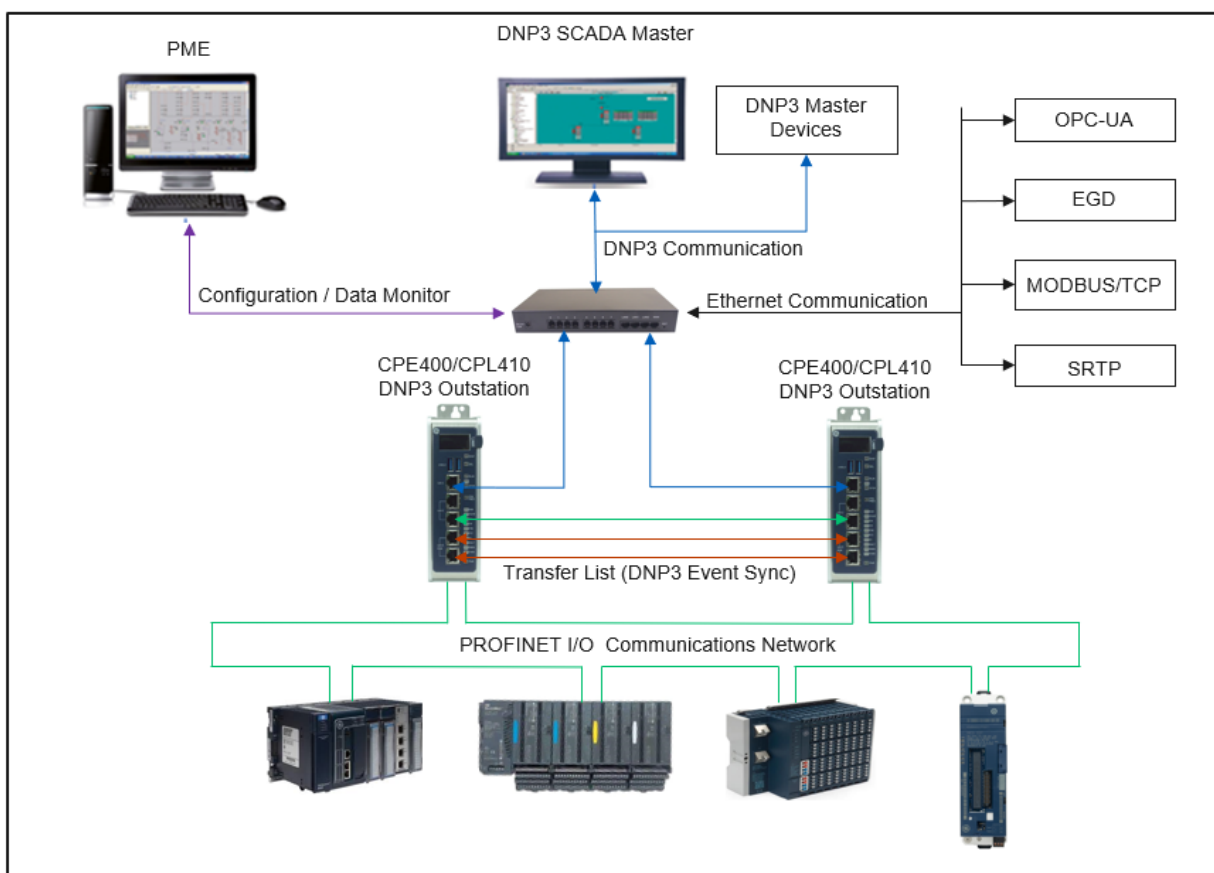 PME
DNP3 SCADA Master
DNP3 Master
Devices
OPC-UA
EGD
MODBUS/TCP
SRTP
DNP3 Communication
Configuration / Data Monitor
Ethernet Communication
CPE400/CPL410
DNP3 Outstation
CPE400/CPL410
DNP3 Outstation
Transfer List (DNP3 Event Sync)
PROFINET I/O Communications Network